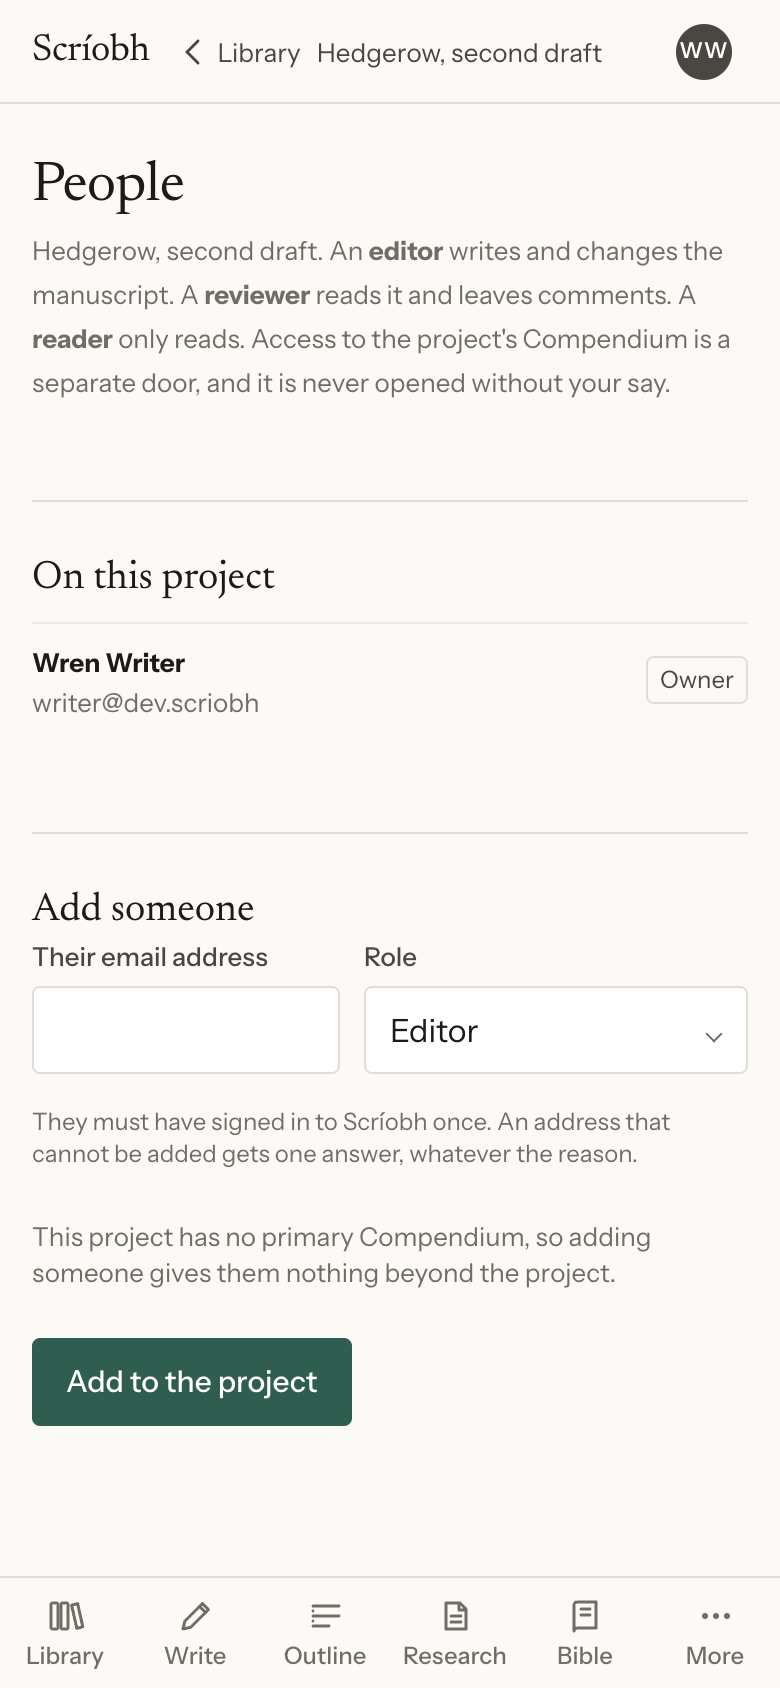 Scríobh
Library Hedgerow, second draft
WW
People
Hedgerow, second draft. An editor writes and changes the
manuscript. A reviewer reads it and leaves comments. A
reader only reads. Access to the project's Compendium is a
separate door, and it is never opened without your say.
On this project
Wren Writer
writer@dev.scriobh
Owner
Add someone
Their email address
Role
Editor
They must have signed in to Scríobh once. An address that
cannot be added gets one answer, whatever the reason.
This project has no primary Compendium, so adding
someone gives them nothing beyond the project.
Add to the project
Library
Write
Outline
Research
Bible
More